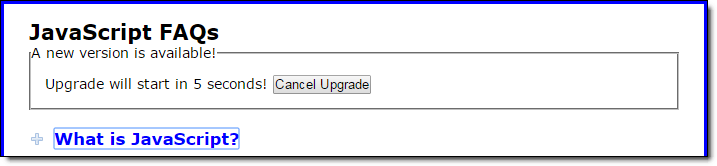 JavaScript FAQs
A new version is available!
Upgrade will start in 5 seconds! Cancel Upgrade
What is JavaScript?